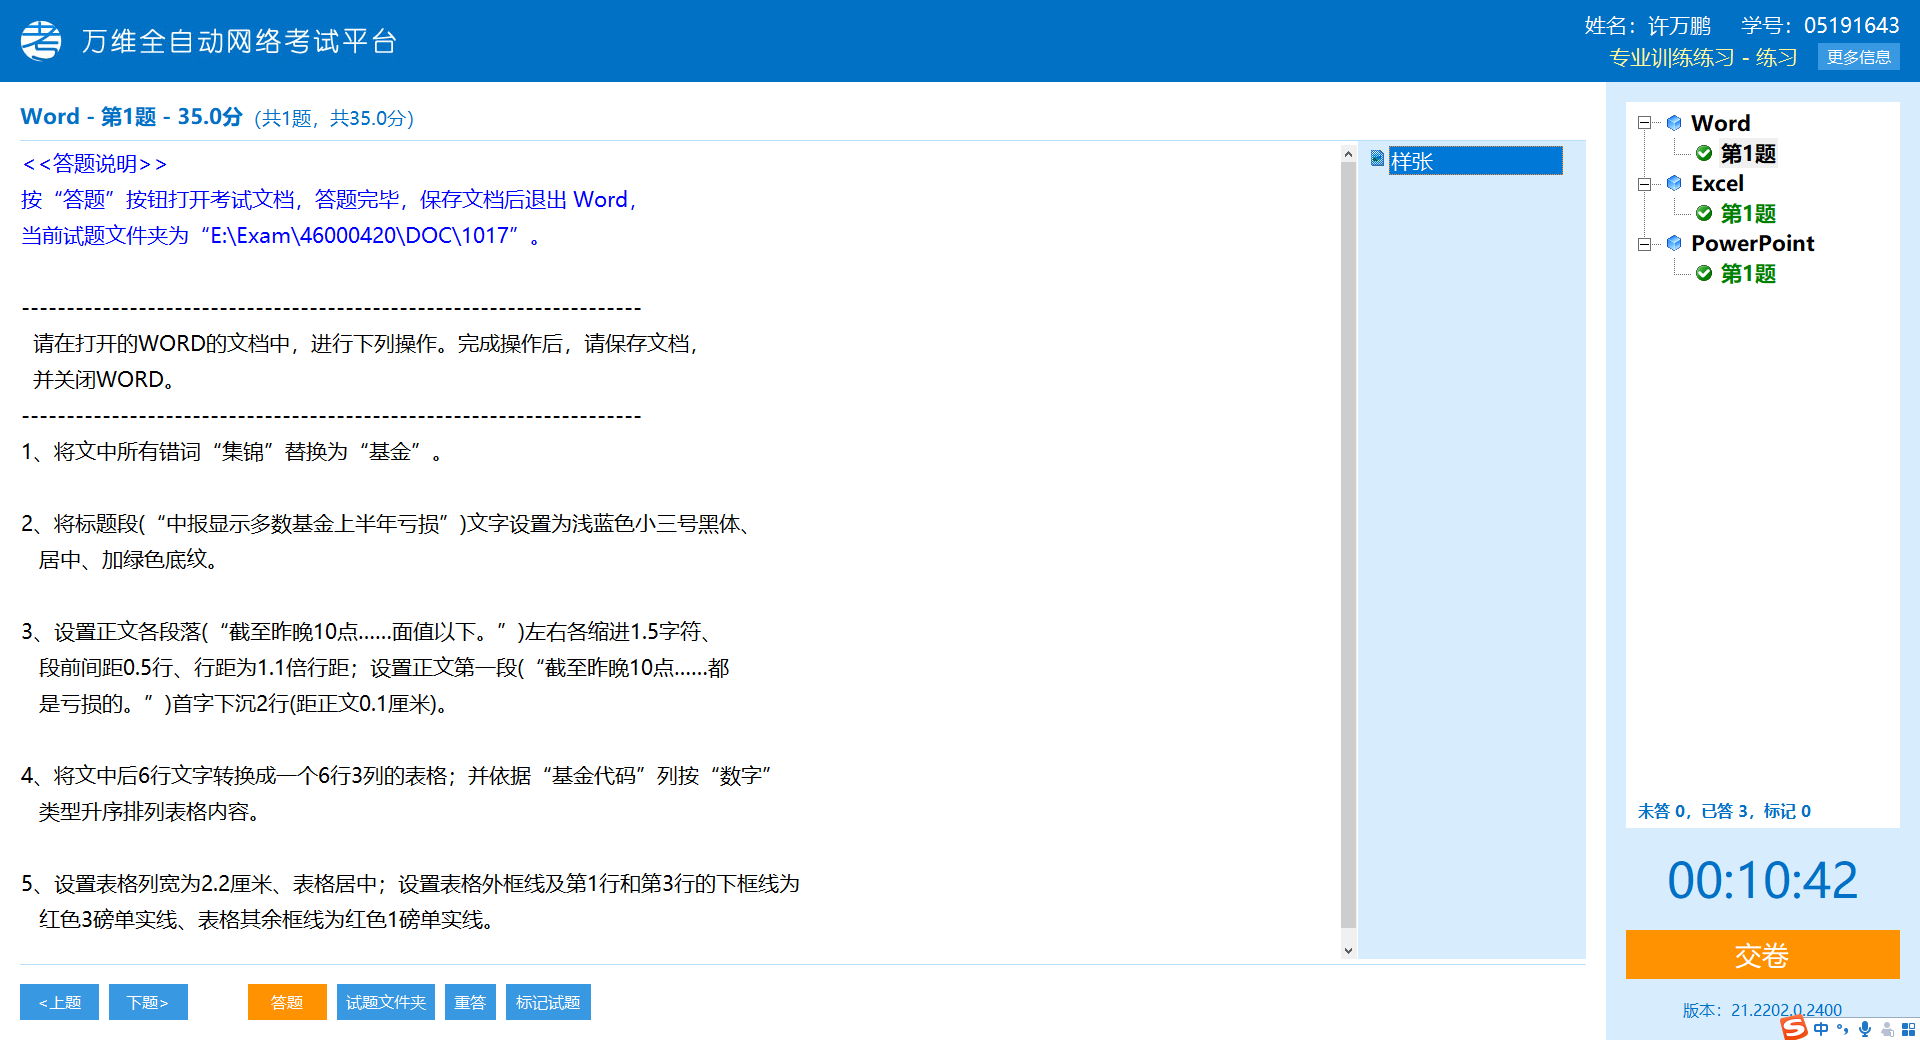 万维全自动网络考试平台
姓名：许万鹏 学号：05191643
专业训练练习 - 练习 更多信息
Word - 第1题 - 35.0分 (共1题，共35.0分)
<<答题说明>>
按“答题”按钮打开考试文档，答题完毕，保存文档后退出 Word，
当前试题文件夹为“E:\Exam\46000420\DOC\1017”。
---------------------------------------------------------------------
请在打开的WORD的文档中，进行下列操作。完成操作后，请保存文档，
并关闭WORD。
---------------------------------------------------------------------
1、将文中所有错词“集锦”替换为“基金”。
2、将标题段(“中报显示多数基金上半年亏损”)文字设置为浅蓝色小三号黑体、
居中、加绿色底纹。
3、设置正文各段落(“截至昨晚10点......面值以下。”)左右各缩进1.5字符、
段前间距0.5行、行距为1.1倍行距；设置正文第一段(“截至昨晚10点......都
是亏损的。”)首字下沉2行(距正文0.1厘米)。
4、将文中后6行文字转换成一个6行3列的表格；并依据“基金代码”列按“数字”
类型升序排列表格内容。
5、设置表格列宽为2.2厘米、表格居中；设置表格外框线及第1行和第3行的下框线为
红色3磅单实线、表格其余框线为红色1磅单实线。
样张
Word
第1题
Excel
第1题
PowerPoint
第1题
未答 0，已答 3，标记 0
00:10:42
交卷
版本：21.2202.0.2400
<上题 下题> 答题 试题文件夹 重答 标记试题
中